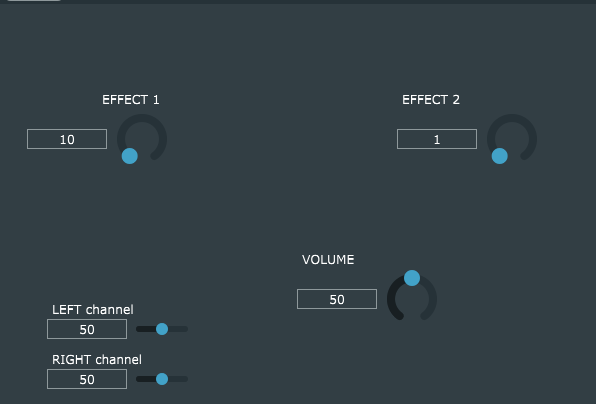 EFFECT 1
10
EFFECT 2
1
VOLUME
50
LEFT channel
50
RIGHT channel
50